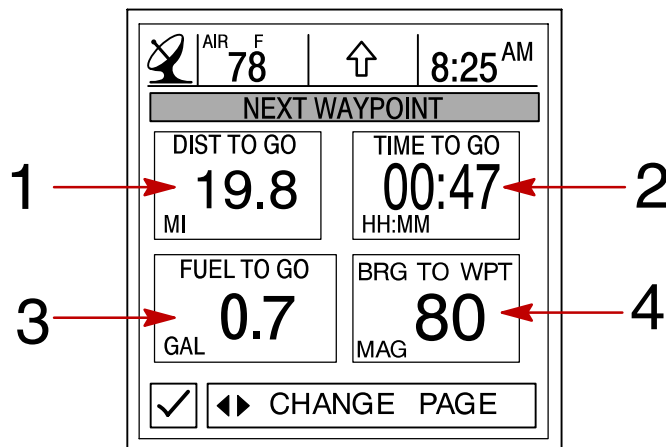 AIR F
78
8:25 AM
NEXT WAYPOINT
DIST TO GO
19.8
MI
TIME TO GO
00:47
HH:MM
FUEL TO GO
0.7
GAL
BRG TO WPT
80
MAG
CHANGE PAGE
1
2
3
4